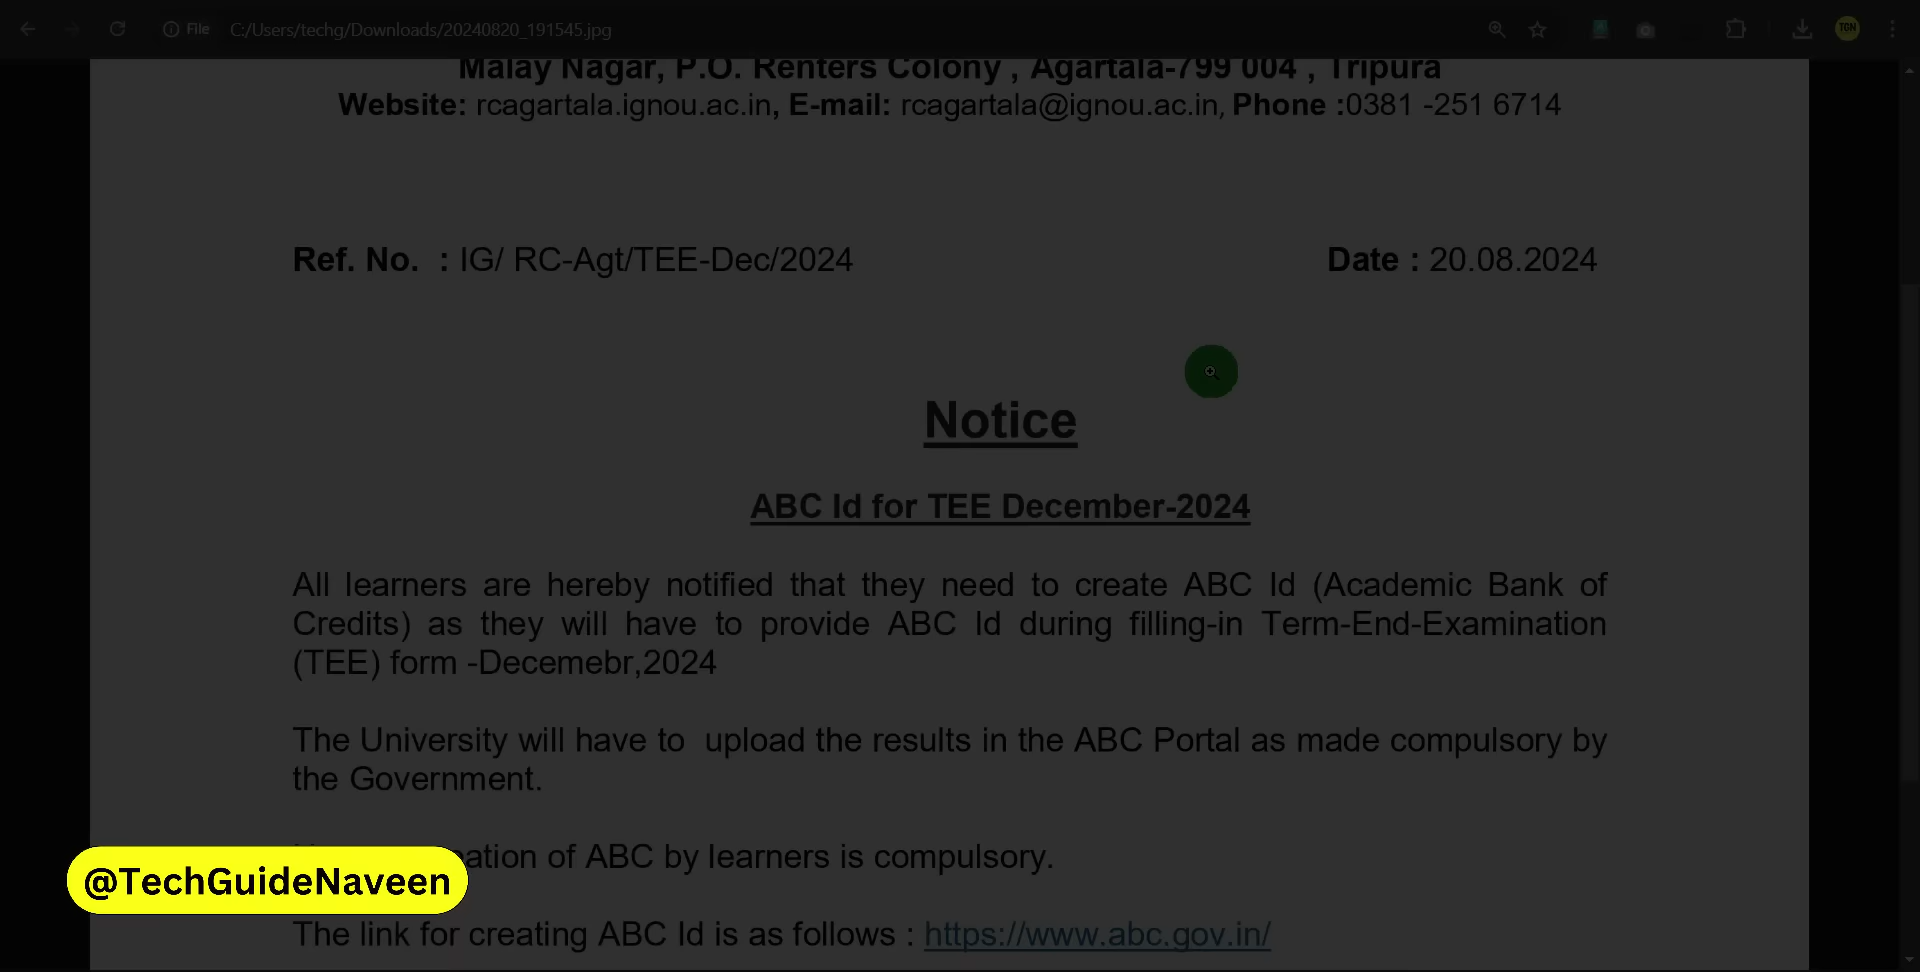 File C:/Users/techg/Downloads/20240820_191545.jpg
TGN
Malay Nagar, P.O. Renters Colony , Agartala-799 004 , Tripura
Website: rcagartala.ignou.ac.in, E-mail: rcagartala@ignou.ac.in, Phone :0381 -251 6714
Ref. No. : IG/ RC-Agt/TEE-Dec/2024 Date : 20.08.2024
Notice
ABC Id for TEE December-2024
All learners are hereby notified that they need to create ABC Id (Academic Bank of
Credits) as they will have to provide ABC Id during filling-in Term-End-Examination
(TEE) form -Decemebr,2024
The University will have to upload the results in the ABC Portal as made compulsory by
the Government.
of ABC by learners is compulsory.
@TechGuideNaveen
The link for creating ABC Id is as follows : https://www.abc.gov.in/